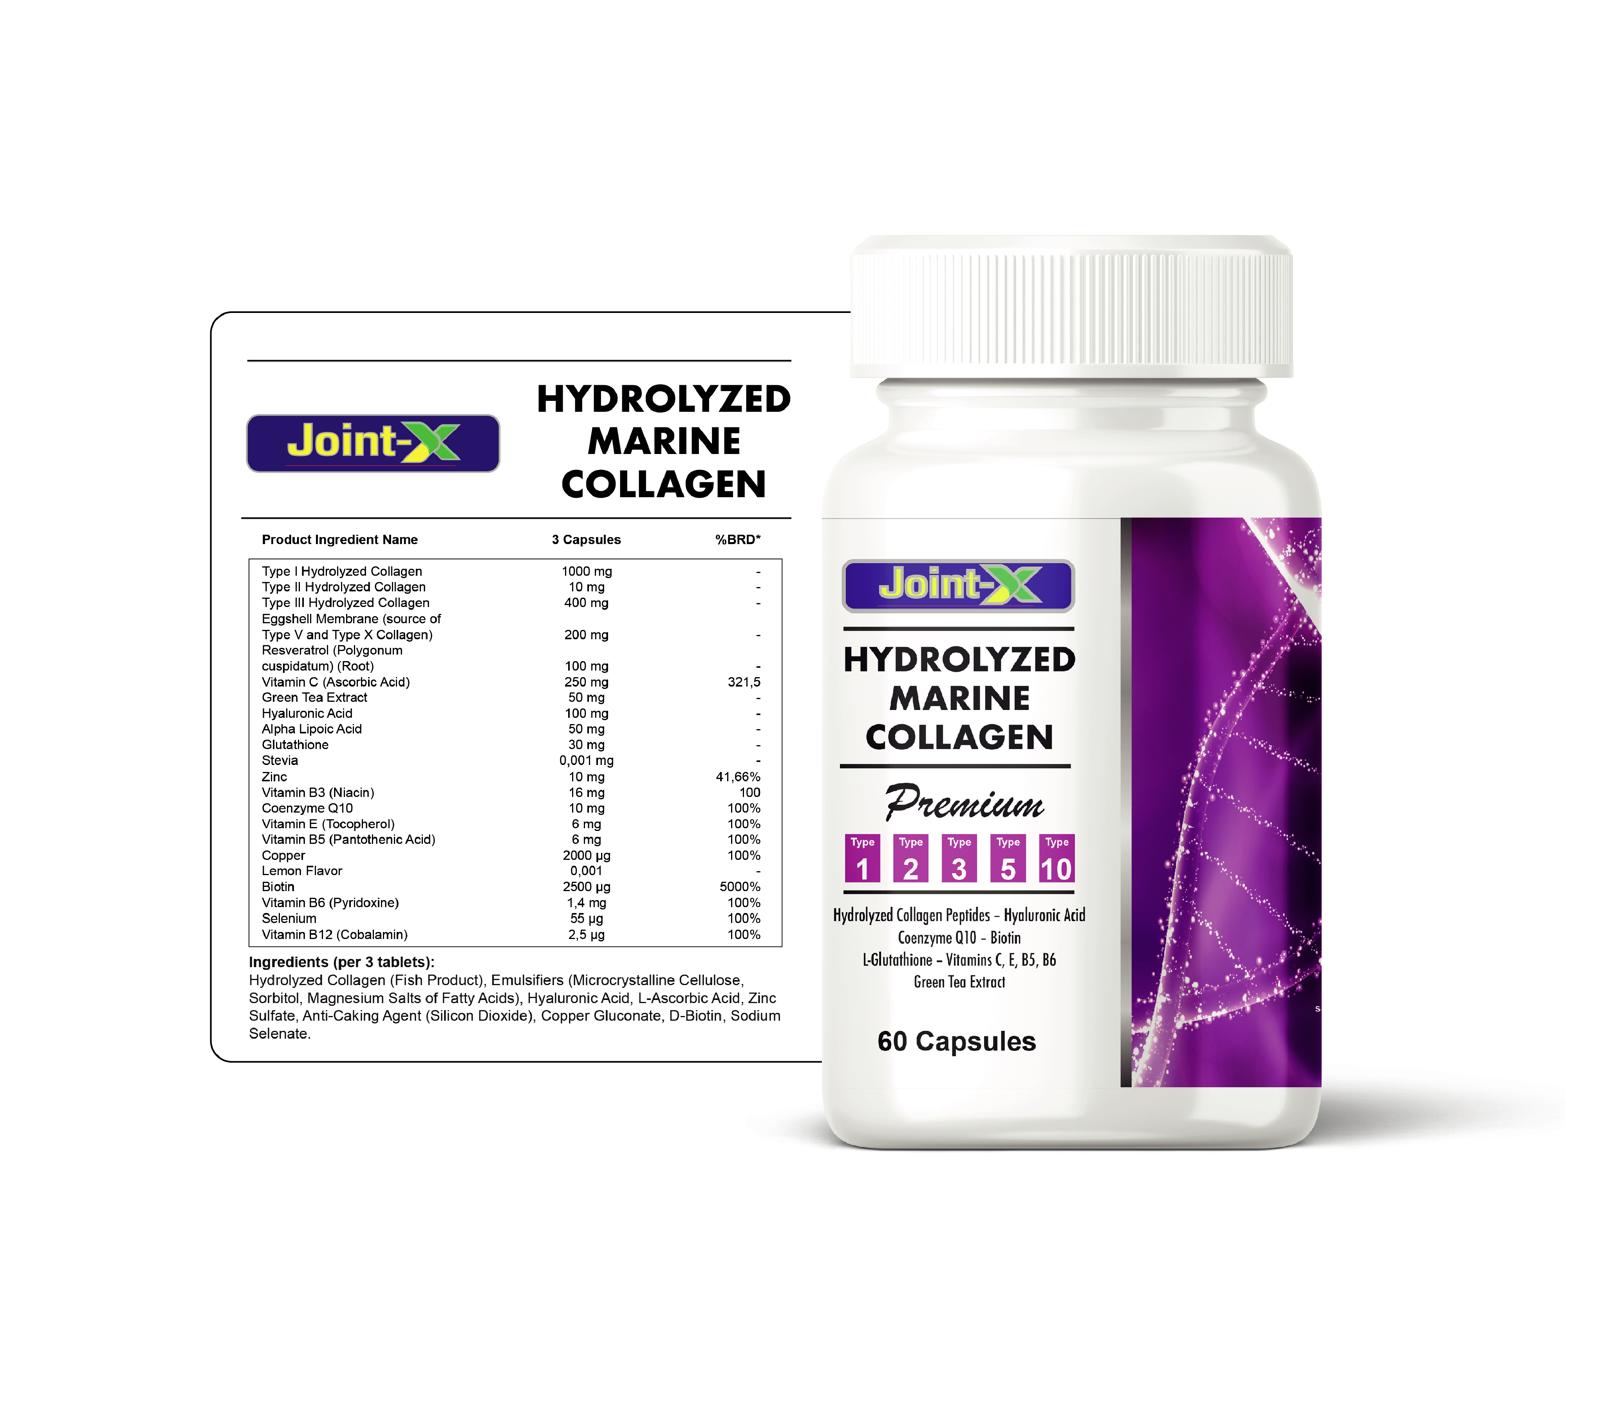 Joint-X
HYDROLYZED
MARINE
COLLAGEN
Product Ingredient Name 3 Capsules %BRD*
Type I Hydrolyzed Collagen 1000 mg -
Type II Hydrolyzed Collagen 10 mg -
Type III Hydrolyzed Collagen 400 mg -
Eggshell Membrane (source of
Type V and Type X Collagen) 200 mg -
Resveratrol (Polygonum
cuspidatum) (Root) 100 mg -
Vitamin C (Ascorbic Acid) 250 mg 321,5
Green Tea Extract 50 mg -
Hyaluronic Acid 100 mg -
Alpha Lipoic Acid 50 mg -
Glutathione 30 mg -
Stevia 0,001 mg -
Zinc 10 mg 41,66%
Vitamin B3 (Niacin) 16 mg 100
Coenzyme Q10 10 mg 100%
Vitamin E (Tocopherol) 6 mg 100%
Vitamin B5 (Pantothenic Acid) 6 mg 100%
Copper 2000 µg 100%
Lemon Flavor 0,001 -
Biotin 2500 µg 5000%
Vitamin B6 (Pyridoxine) 1,4 mg 100%
Selenium 55 µg 100%
Vitamin B12 (Cobalamin) 2,5 µg 100%
Ingredients (per 3 tablets):
Hydrolyzed Collagen (Fish Product), Emulsifiers (Microcrystalline Cellulose,
Sorbitol, Magnesium Salts of Fatty Acids), Hyaluronic Acid, L-Ascorbic Acid, Zinc
Sulfate, Anti-Caking Agent (Silicon Dioxide), Copper Gluconate, D-Biotin, Sodium
Selenate.
Joint-X
HYDROLYZED
MARINE
COLLAGEN
Premium
Type Type Type Type Type
1 2 3 5 10
Hydrolyzed Collagen Peptides – Hyaluronic Acid
Coenzyme Q10 – Biotin
L-Glutathione – Vitamins C, E, B5, B6
Green Tea Extract
60 Capsules